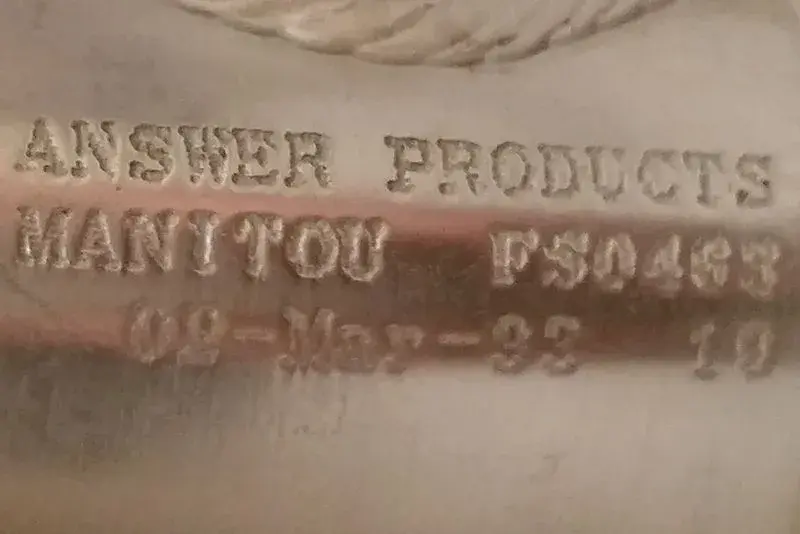 ANSWER PRODUCTS
MANITOU FS0463
02-Mar-93 10